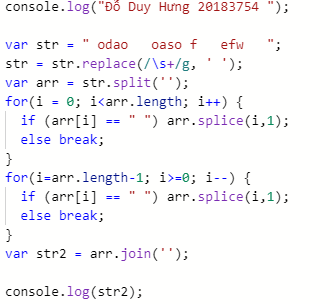 console.log("Đỗ Duy Hưng 20183754 ");
var str = " odao   oaso f   efw   ";
str = str.replace(/\s+/g, ' ');
var arr = str.split('');
for(i = 0; i<arr.length; i++) {
  if (arr[i] == " ") arr.splice(i,1);
  else break;
}
for(i=arr.length-1; i>=0; i--) {
  if (arr[i] == " ") arr.splice(i,1);
  else break;
}
var str2 = arr.join('');
console.log(str2);